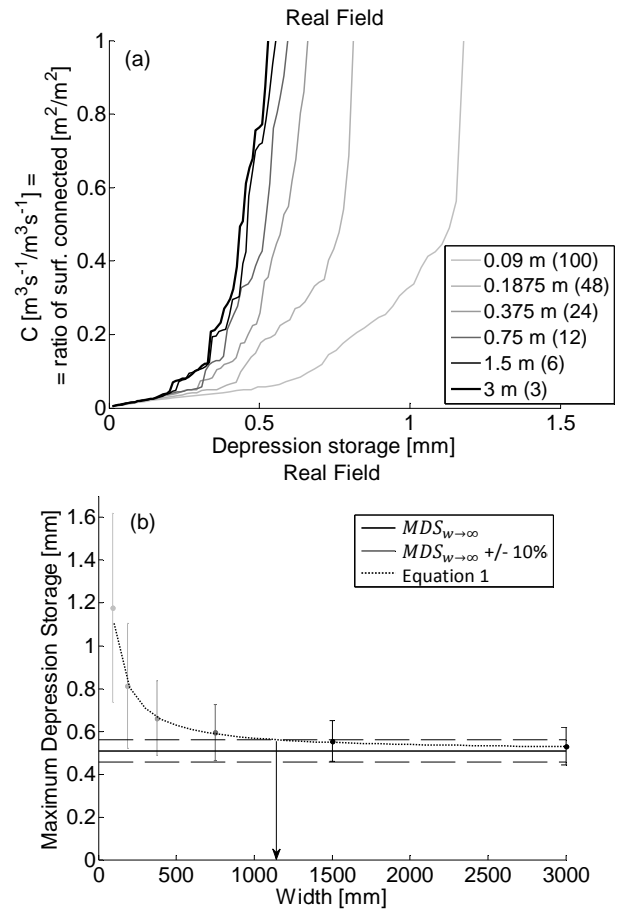 Real Field
(a)
C [m³s⁻¹/m³s⁻¹] =
= ratio of surf. connected [m²/m²]
1
0.8
0.6
0.4
0.2
0
0.09 m (100)
0.1875 m (48)
0.375 m (24)
0.75 m (12)
1.5 m (6)
3 m (3)
0 0.5 1 1.5
Depression storage [mm]
Real Field
(b)
Maximum Depression Storage [mm]
1.6
1.4
1.2
1
0.8
0.6
0.4
0.2
0
MDSw→∞
MDSw→∞ +/- 10%
Equation 1
0 500 1000 1500 2000 2500 3000
Width [mm]